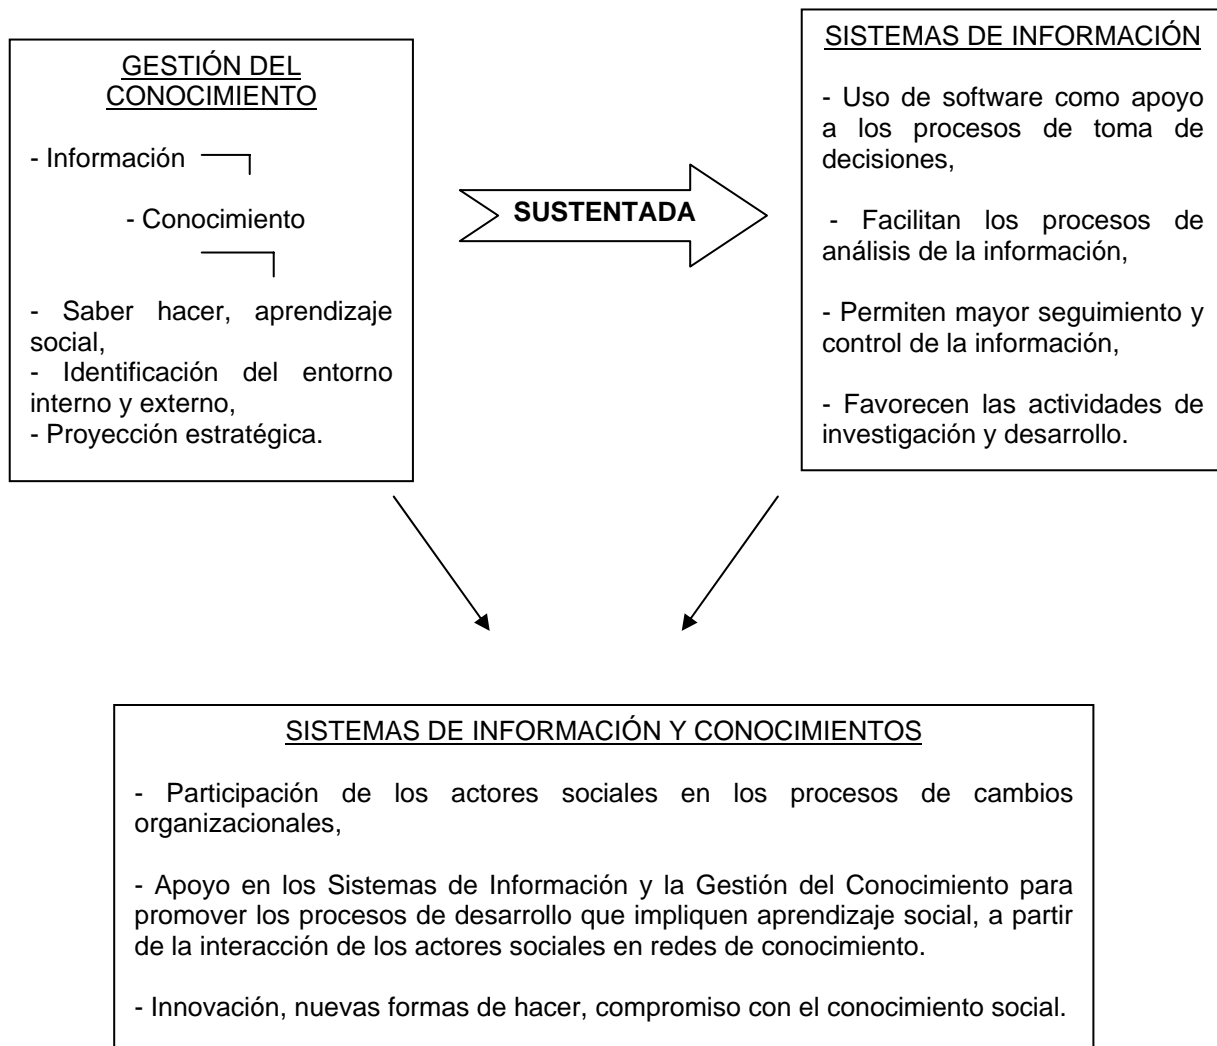 GESTIÓN DEL
CONOCIMIENTO
- Información
- Conocimiento
- Saber hacer, aprendizaje
social,
- Identificación del entorno
interno y externo,
- Proyección estratégica.
SUSTENTADA
SISTEMAS DE INFORMACIÓN
- Uso de software como apoyo
a los procesos de toma de
decisiones,
- Facilitan los procesos de
análisis de la información,
- Permiten mayor seguimiento y
control de la información,
- Favorecen las actividades de
investigación y desarrollo.
SISTEMAS DE INFORMACIÓN Y CONOCIMIENTOS
- Participación de los actores sociales en los procesos de cambios
organizacionales,
- Apoyo en los Sistemas de Información y la Gestión del Conocimiento para
promover los procesos de desarrollo que impliquen aprendizaje social, a partir
de la interacción de los actores sociales en redes de conocimiento.
- Innovación, nuevas formas de hacer, compromiso con el conocimiento social.